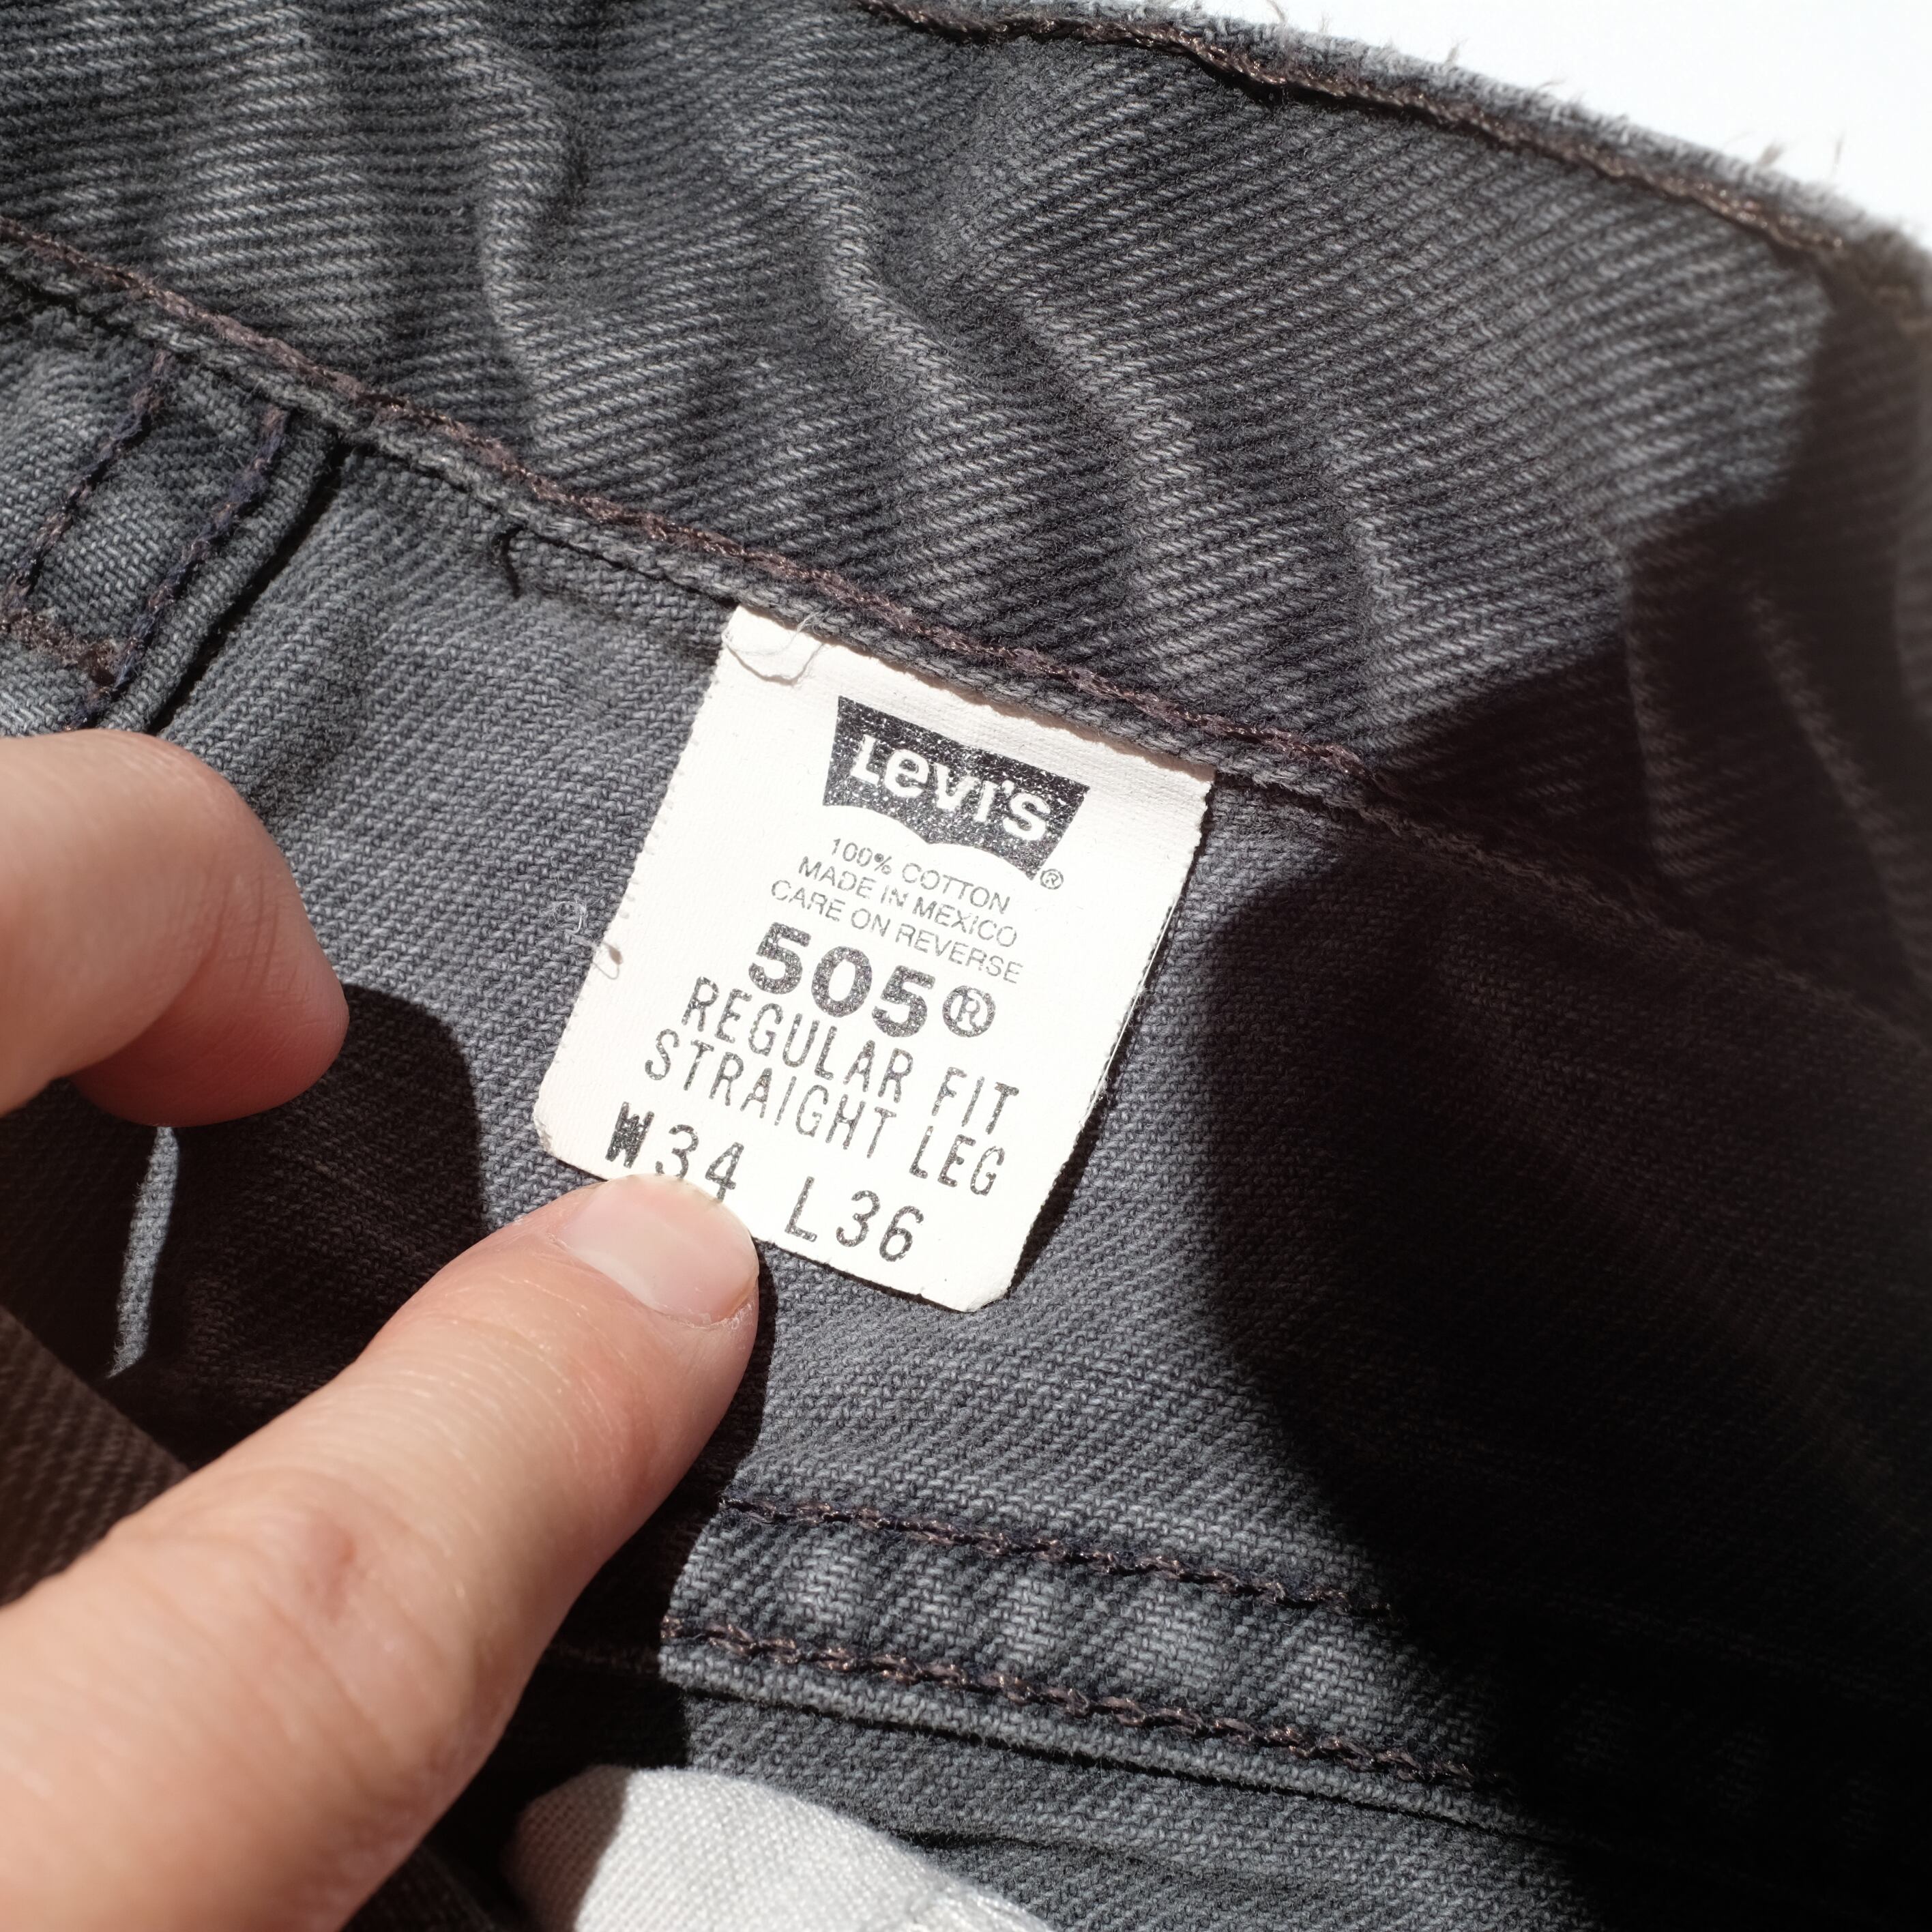 Levi's
100% COTTON
MADE IN MEXICO
CARE ON REVERSE
505®
REGULAR FIT
STRAIGHT LEG
W34 L36